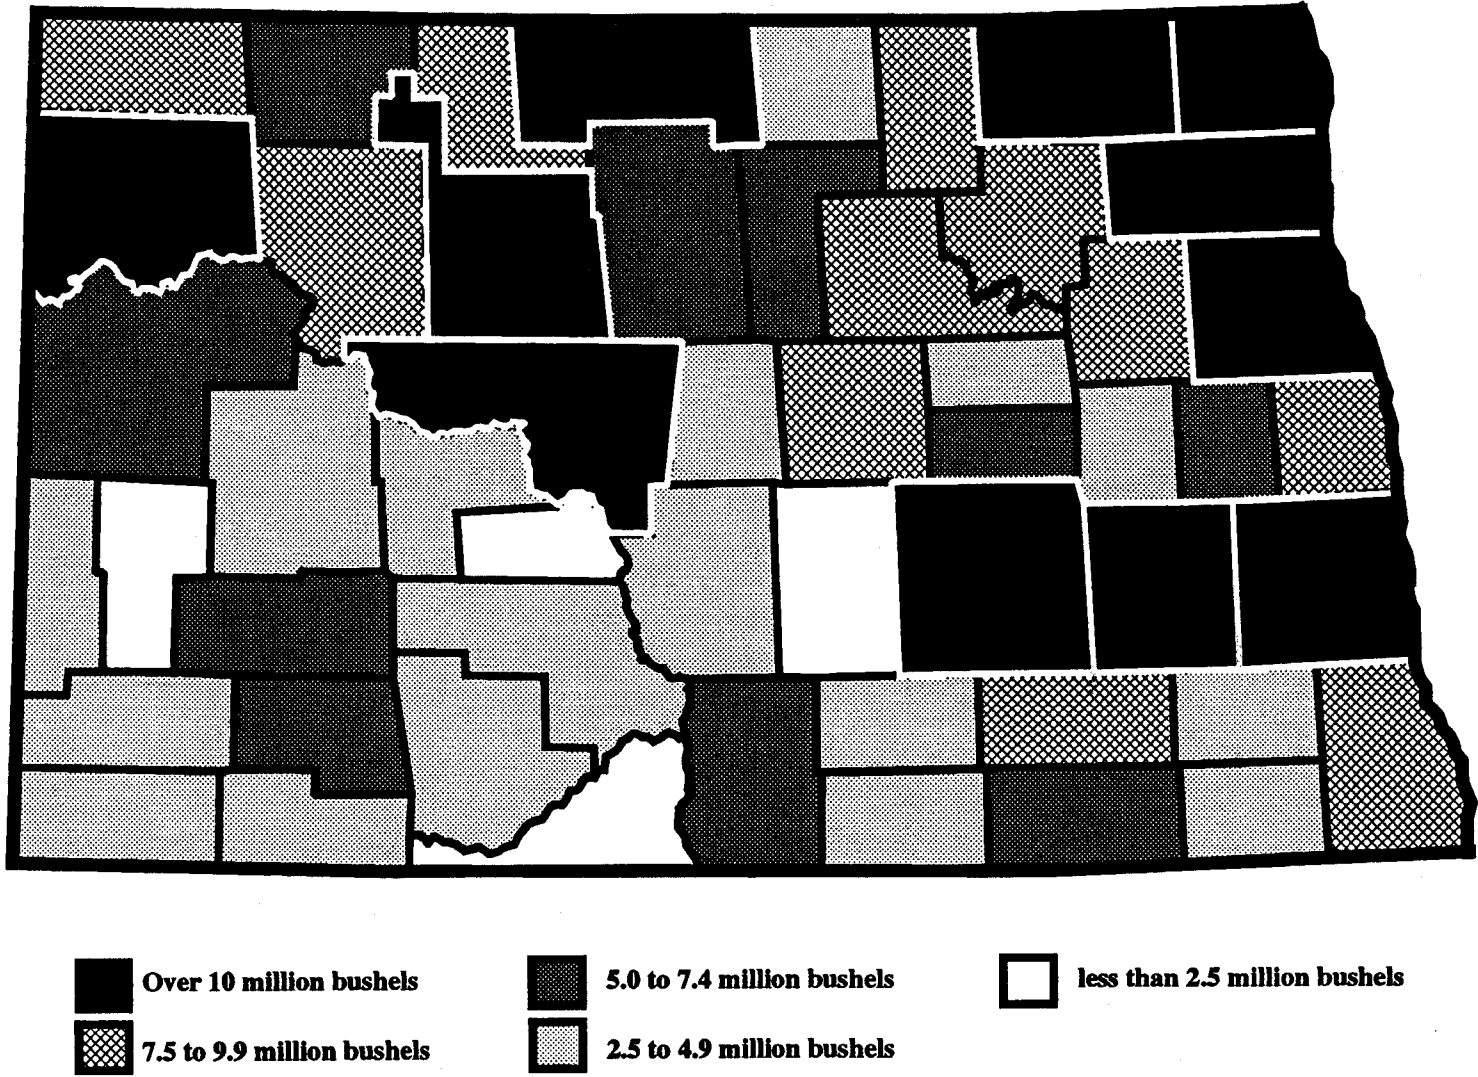 Over 10 million bushels
5.0 to 7.4 million bushels
less than 2.5 million bushels
7.5 to 9.9 million bushels
2.5 to 4.9 million bushels